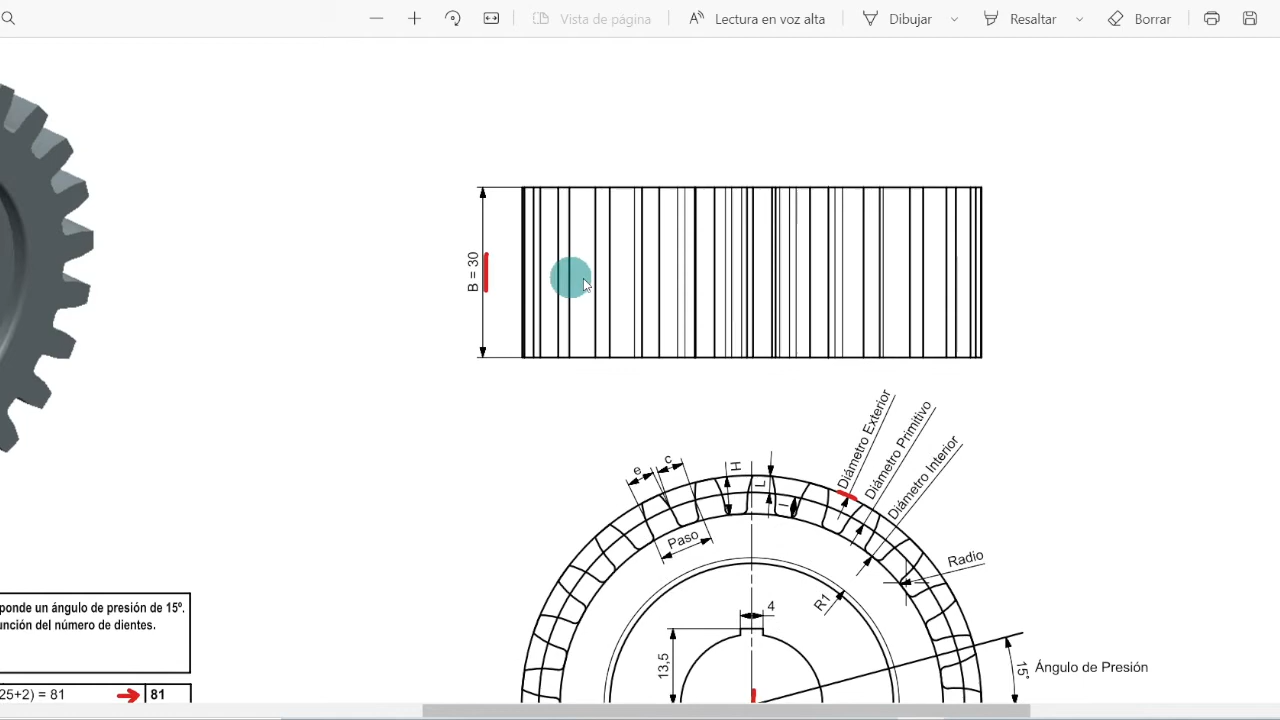 Vista de página
Lectura en voz alta
Dibujar
Resaltar
Borrar
B = 30
Diámetro Exterior
Diámetro Primitivo
Diámetro Interior
e
c
H
L
I
Paso
Radio
4
R1
13,5
15°
Ángulo de Presión
ponde un ángulo de presión de 15º.
unción del número de dientes.
25+2) = 81
81